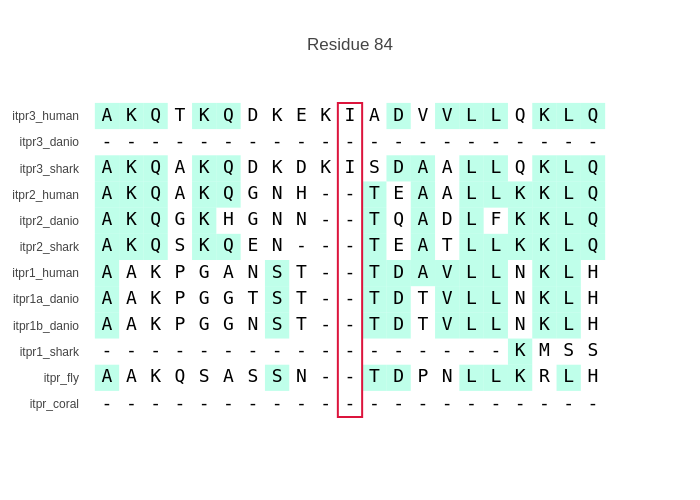 Residue 84
itpr3_human A K Q T K Q D K E K I A D V V L L Q K L Q
itpr3_danio - - - - - - - - - - - - - - - - - - - - -
itpr3_shark A K Q A K Q D K D K I S D A A L L Q K L Q
itpr2_human A K Q A K Q G N H - - T E A A L L K K L Q
itpr2_danio A K Q G K H G N N - - T Q A D L F K K L Q
itpr2_shark A K Q S K Q E N - - - T E A T L L K K L Q
itpr1_human A A K P G A N S T - - T D A V L L N K L H
itpr1a_danio A A K P G G T S T - - T D T V L L N K L H
itpr1b_danio A A K P G G N S T - - T D T V L L N K L H
itpr1_shark - - - - - - - - - - - - - - - - - K M S S
itpr_fly A A K Q S A S S N - - T D P N L L K R L H
itpr_coral - - - - - - - - - - - - - - - - - - - - -